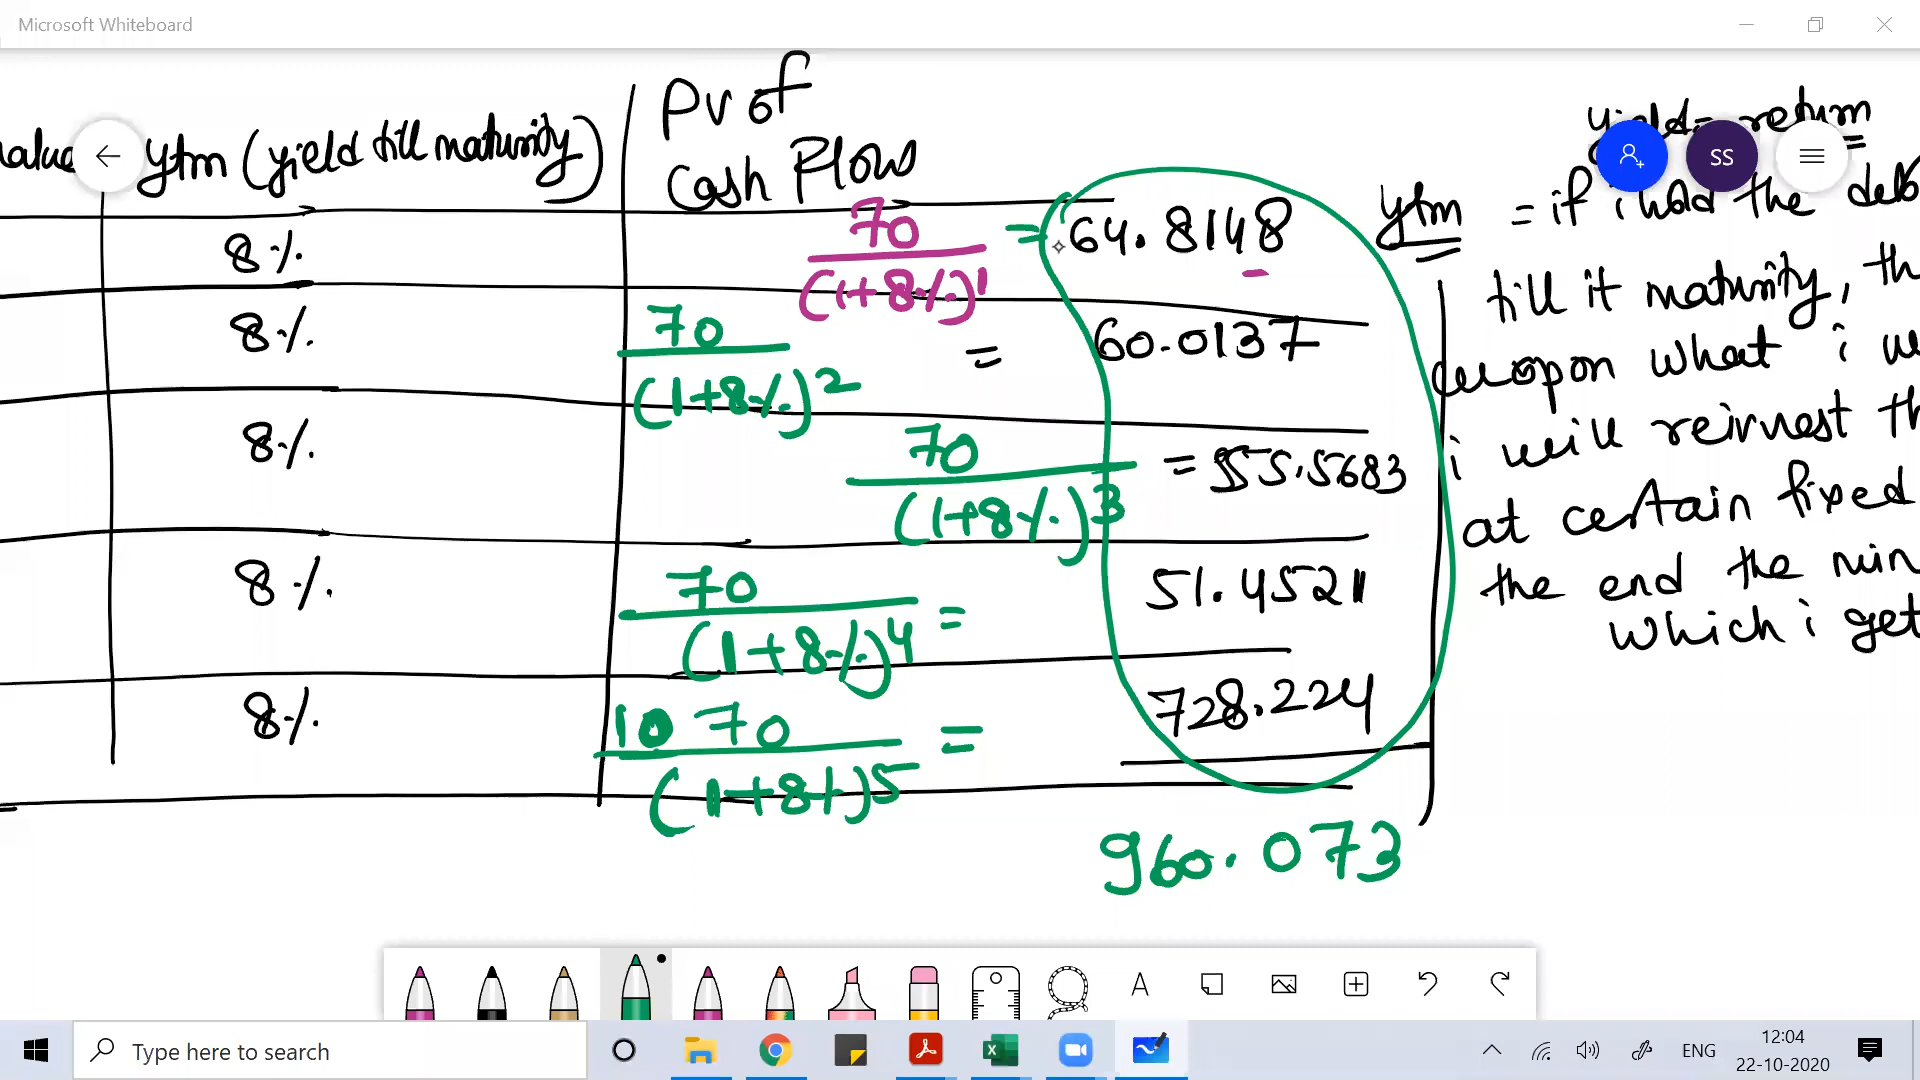 Microsoft Whiteboard
ytm (yield till maturity)
PV of
Cash Flows
yield = return
SS
ytm = if i hold the deb
8%
70
(1+8%)1
= 64.8148
till it maturity, th
8%
70
(1+8%)2
= 60.0137
upon what i w
8%
70
(1+8%)3
= 55.5683
i will reinvest th
at certain fixed
8%
70
(1+8%)4
= 51.4521
the end the
which i get
8%
1070
(1+8%)5
= 728.224
960.073
Type here to search
ENG
12:04
22-10-2020